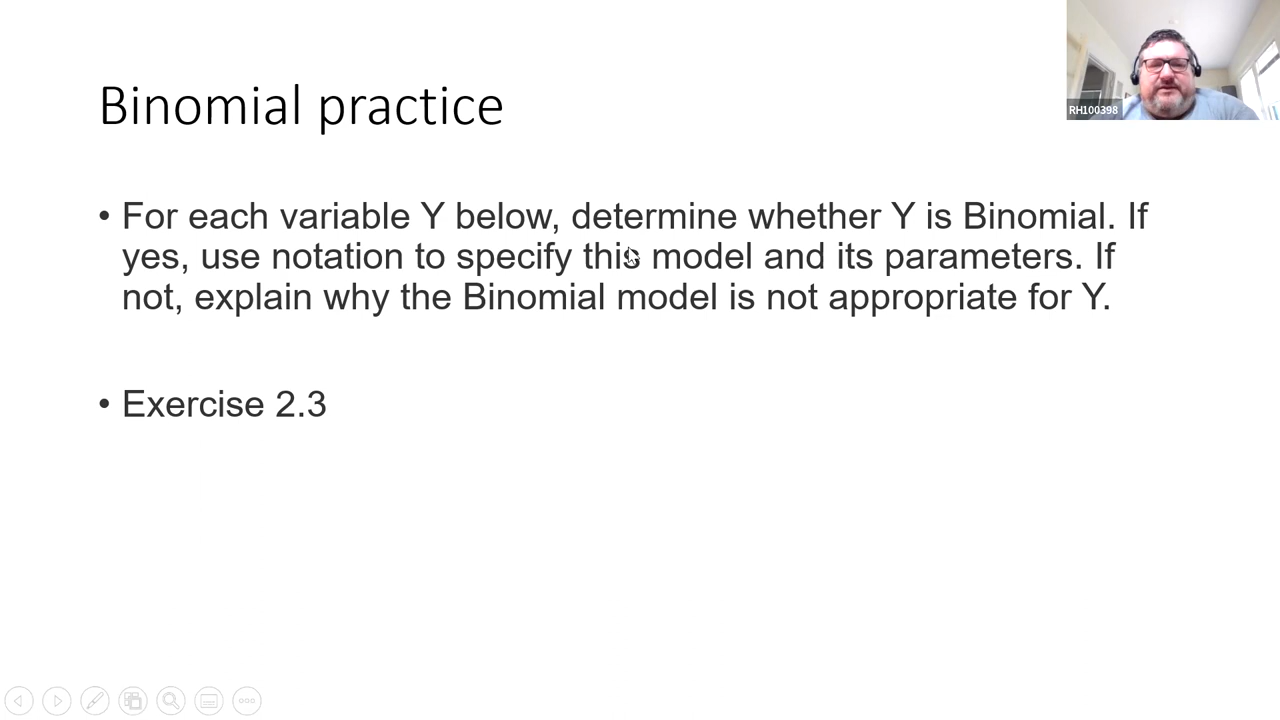 RH100398
Binomial practice
• For each variable Y below, determine whether Y is Binomial. If
yes, use notation to specify this model and its parameters. If
not, explain why the Binomial model is not appropriate for Y.
• Exercise 2.3